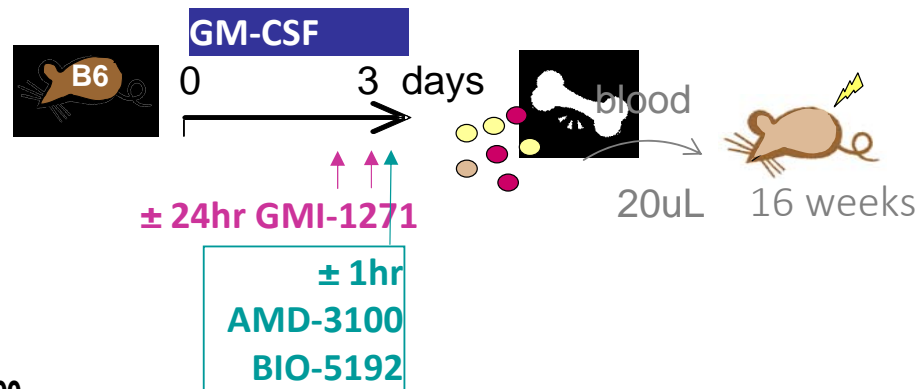 GM-CSF
B6
0 3 days
blood
± 24hr GMI-1271
20uL 16 weeks
± 1hr
AMD-3100
BIO-5192